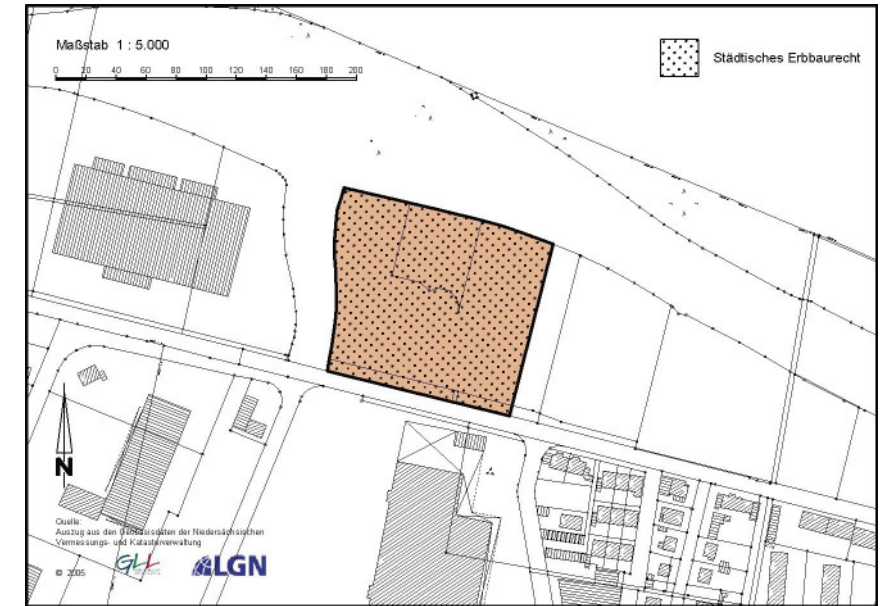 Maßstab 1 : 5.000
0 20 40 60 80 100 120 140 160 180 200
Städtisches Erbbaurecht
N
Quelle:
Auszug aus den Geobasisdaten der Niedersächsischen
Vermessungs- und Katasterverwaltung
© 2005
GLL
LGN